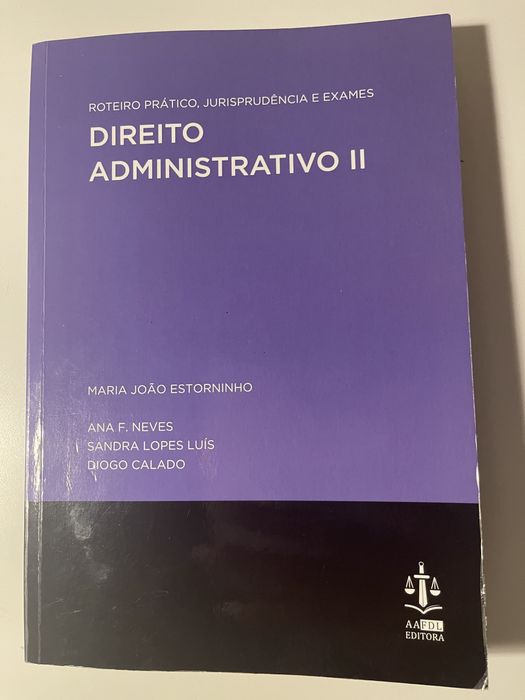 ROTEIRO PRÁTICO, JURISPRUDÊNCIA E EXAMES
DIREITO
ADMINISTRATIVO II
MARIA JOÃO ESTORNINHO
ANA F. NEVES
SANDRA LOPES LUÍS
DIOGO CALADO
AAFDL
EDITORA